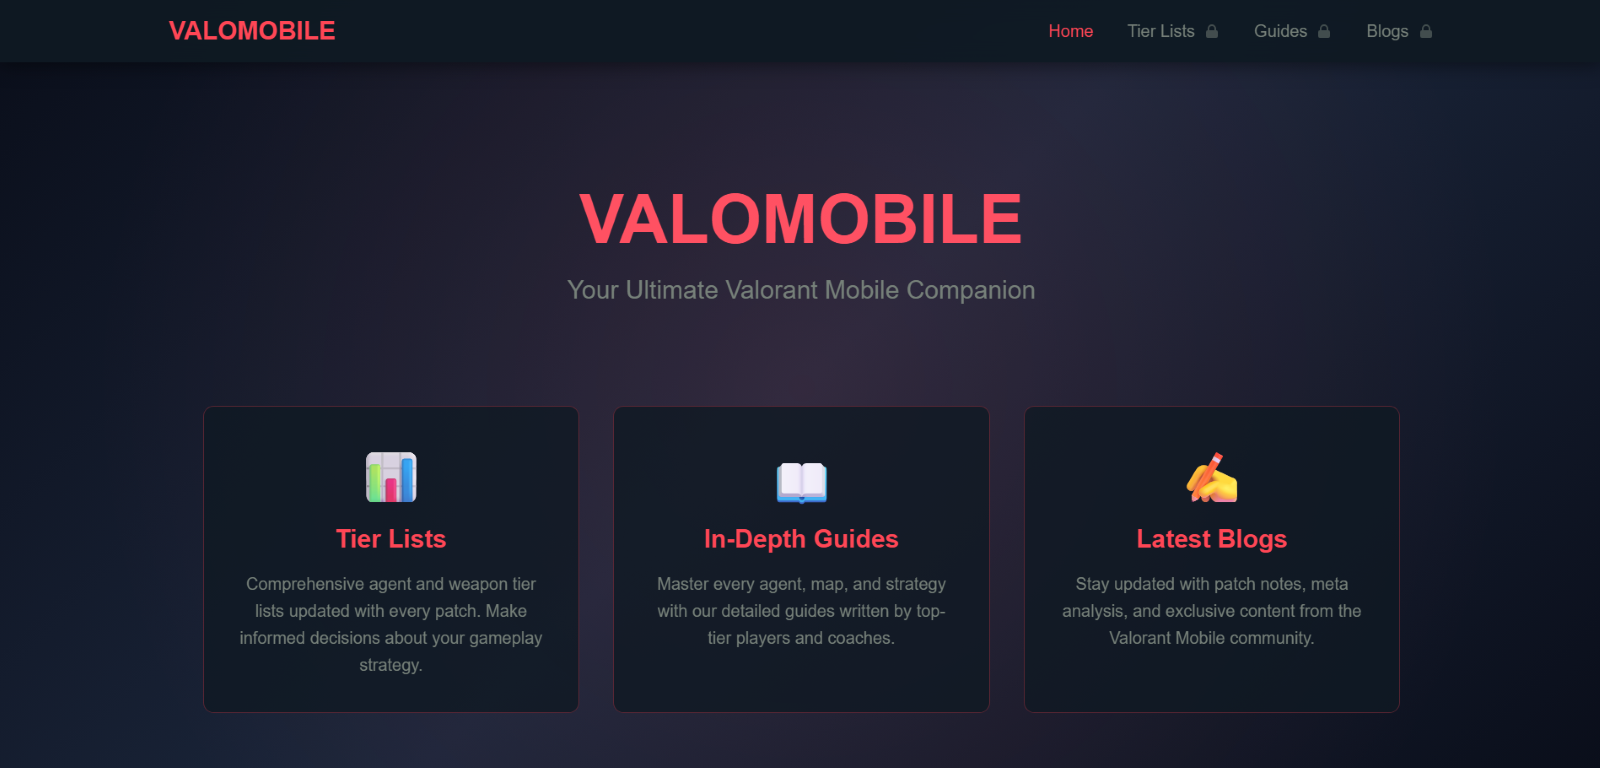 VALOMOBILE
Home Tier Lists Guides Blogs
VALOMOBILE
Your Ultimate Valorant Mobile Companion
Tier Lists
Comprehensive agent and weapon tier
lists updated with every patch. Make
informed decisions about your gameplay
strategy.
In-Depth Guides
Master every agent, map, and strategy
with our detailed guides written by top-
tier players and coaches.
Latest Blogs
Stay updated with patch notes, meta
analysis, and exclusive content from the
Valorant Mobile community.